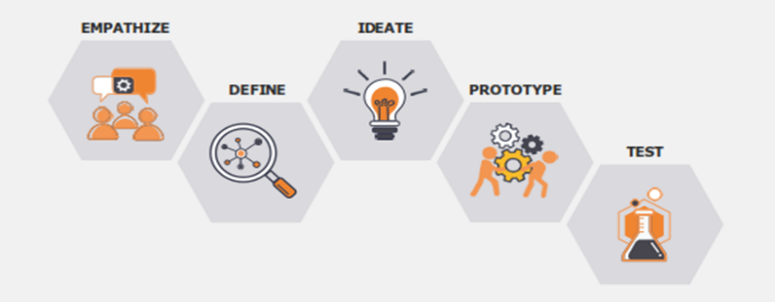 EMPATHIZE
DEFINE
IDEATE
PROTOTYPE
TEST